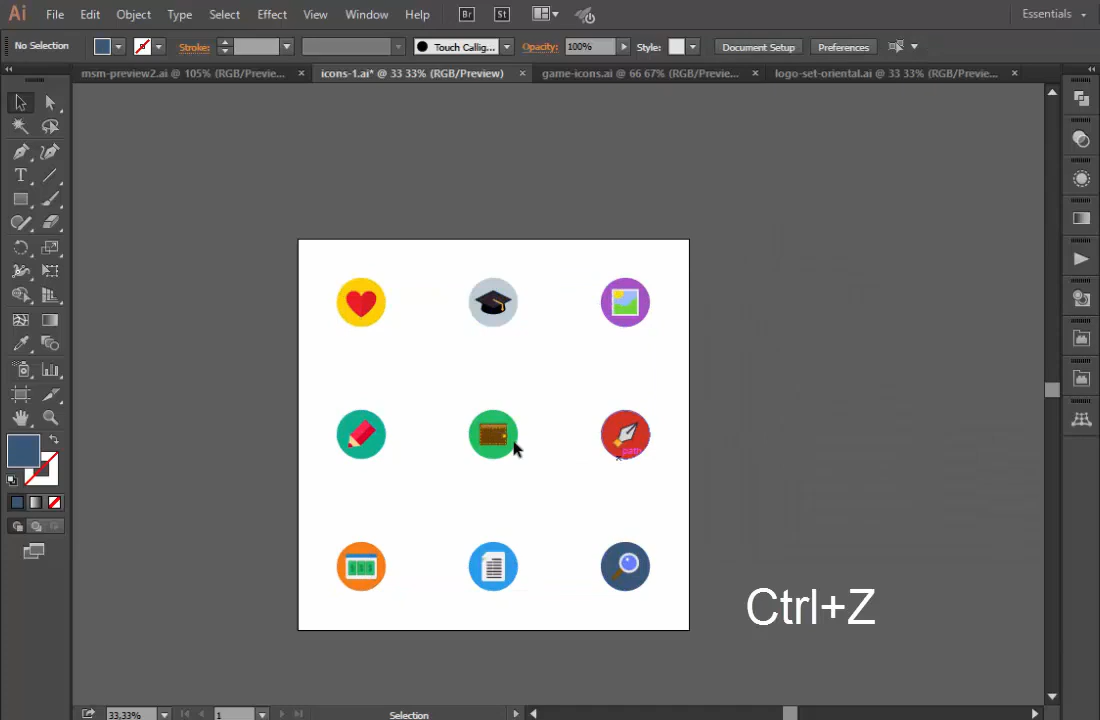 Ai File Edit Object Type Select Effect View Window Help Br St Essentials
No Selection Stroke: Touch Callig... Opacity: 100% Style: Document Setup Preferences
msm-preview2.ai @ 105% (RGB/Previe... × icons-1.ai* @ 33 33% (RGB/Preview) × game-icons.ai @ 66 67% (RGB/Previe... × logo-set-oriental.ai @ 33 33% (RGB/Previe... ×
path
Ctrl+Z
33,33% 1 Selection